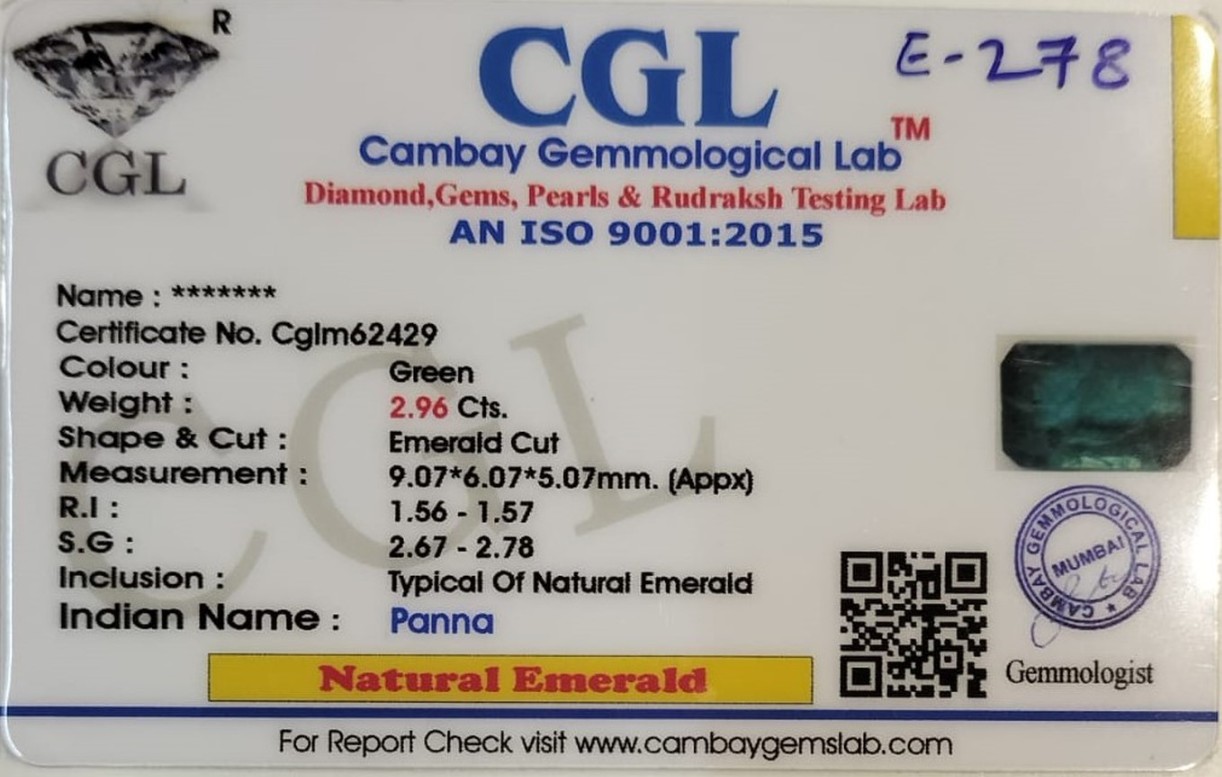 R
CGL
E-278
CGL
Cambay Gemmological Lab™
Diamond,Gems, Pearls & Rudraksh Testing Lab
AN ISO 9001:2015
Name : *******
Certificate No. Cglm62429
Colour : Green
Weight : 2.96 Cts.
Shape & Cut : Emerald Cut
Measurement : 9.07*6.07*5.07mm. (Appx)
R.I : 1.56 - 1.57
S.G : 2.67 - 2.78
Inclusion : Typical Of Natural Emerald
Indian Name : Panna
CGL
CAMBAY GEMMOLOGICAL LAB ★
MUMBAI
Gemmologist
Natural Emerald
For Report Check visit www.cambaygemslab.com